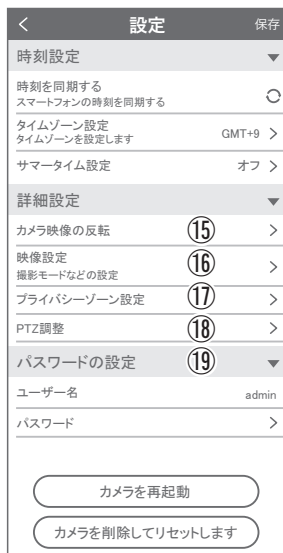 設定 保存
時刻設定
時刻を同期する
スマートフォンの時刻を同期する
タイムゾーン設定 GMT+9
タイムゾーンを設定します
サマータイム設定 オフ
詳細設定
カメラ映像の反転 ⑮
映像設定 ⑯
撮影モードなどの設定
プライバシーゾーン設定 ⑰
PTZ調整 ⑱
パスワードの設定 ⑲
ユーザー名 admin
パスワード
カメラを再起動
カメラを削除してリセットします